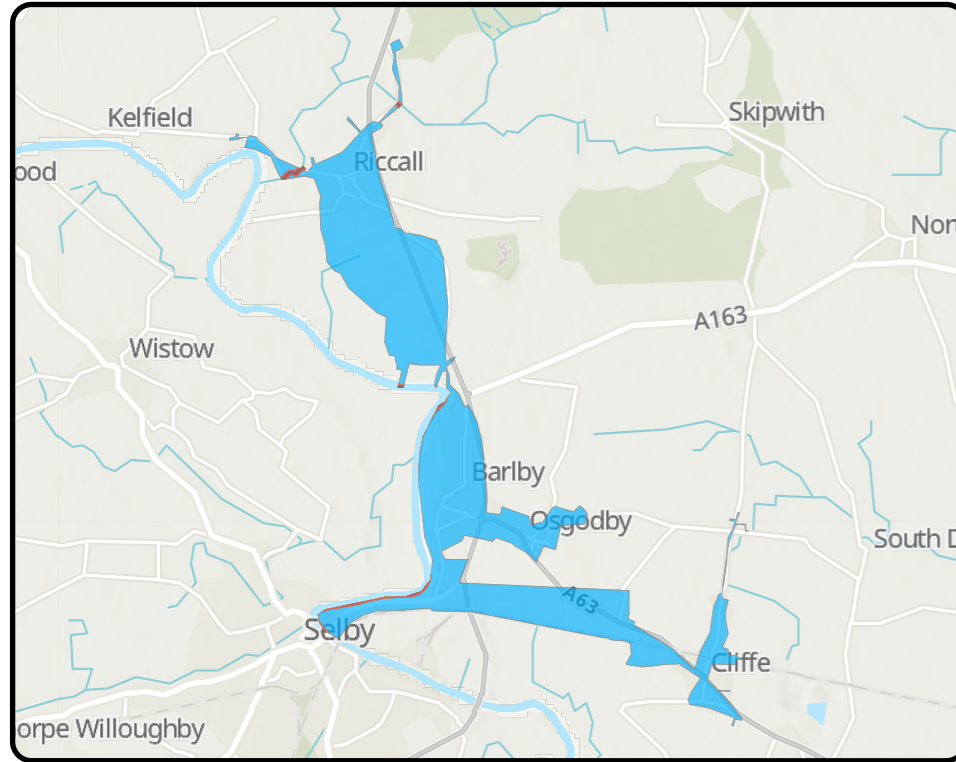 Kelfield
Skipwith
Riccall
ood
Nor
A163
Wistow
Barlby
Osgodby
South D
A63
Selby
Cliffe
orpe Willoughby